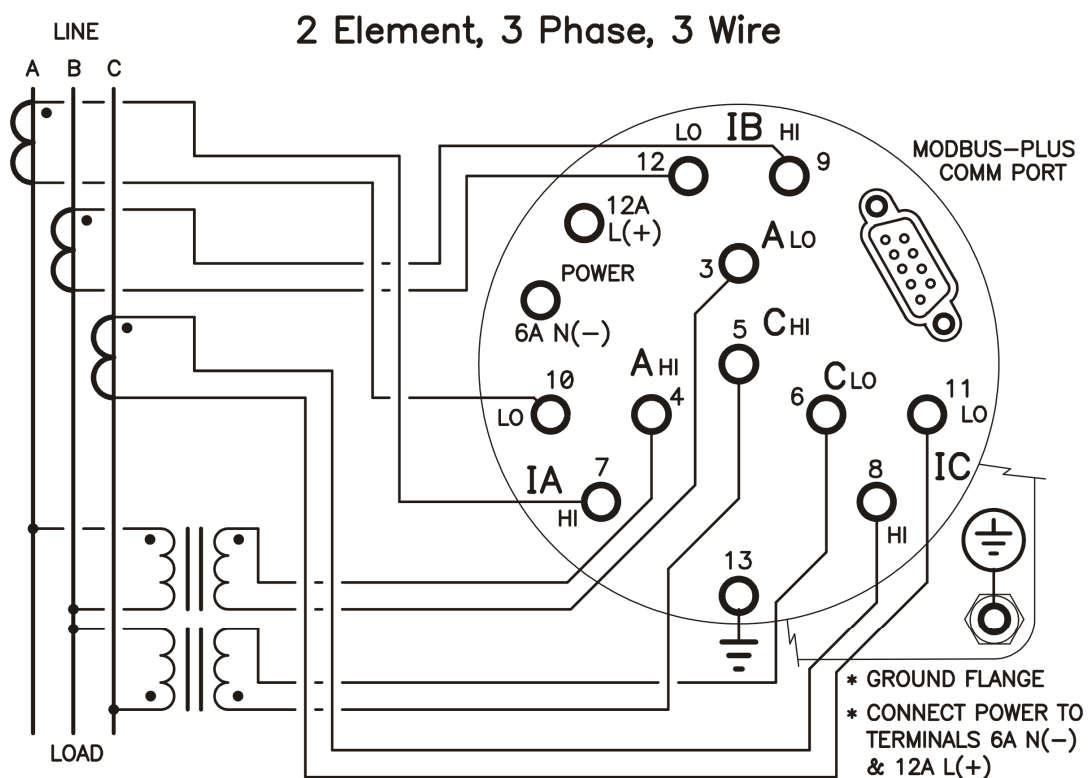 2 Element, 3 Phase, 3 Wire
LINE
A B C
LO IB HI
12
9
MODBUS-PLUS
COMM PORT
12A
L(+)
A LO
3
POWER
6A N(-)
5
C HI
A HI
4
10
LO
C LO
6
11
LO
IC
7
IA
HI
8
HI
13
LOAD
* GROUND FLANGE
* CONNECT POWER TO
TERMINALS 6A N(-)
& 12A L(+)